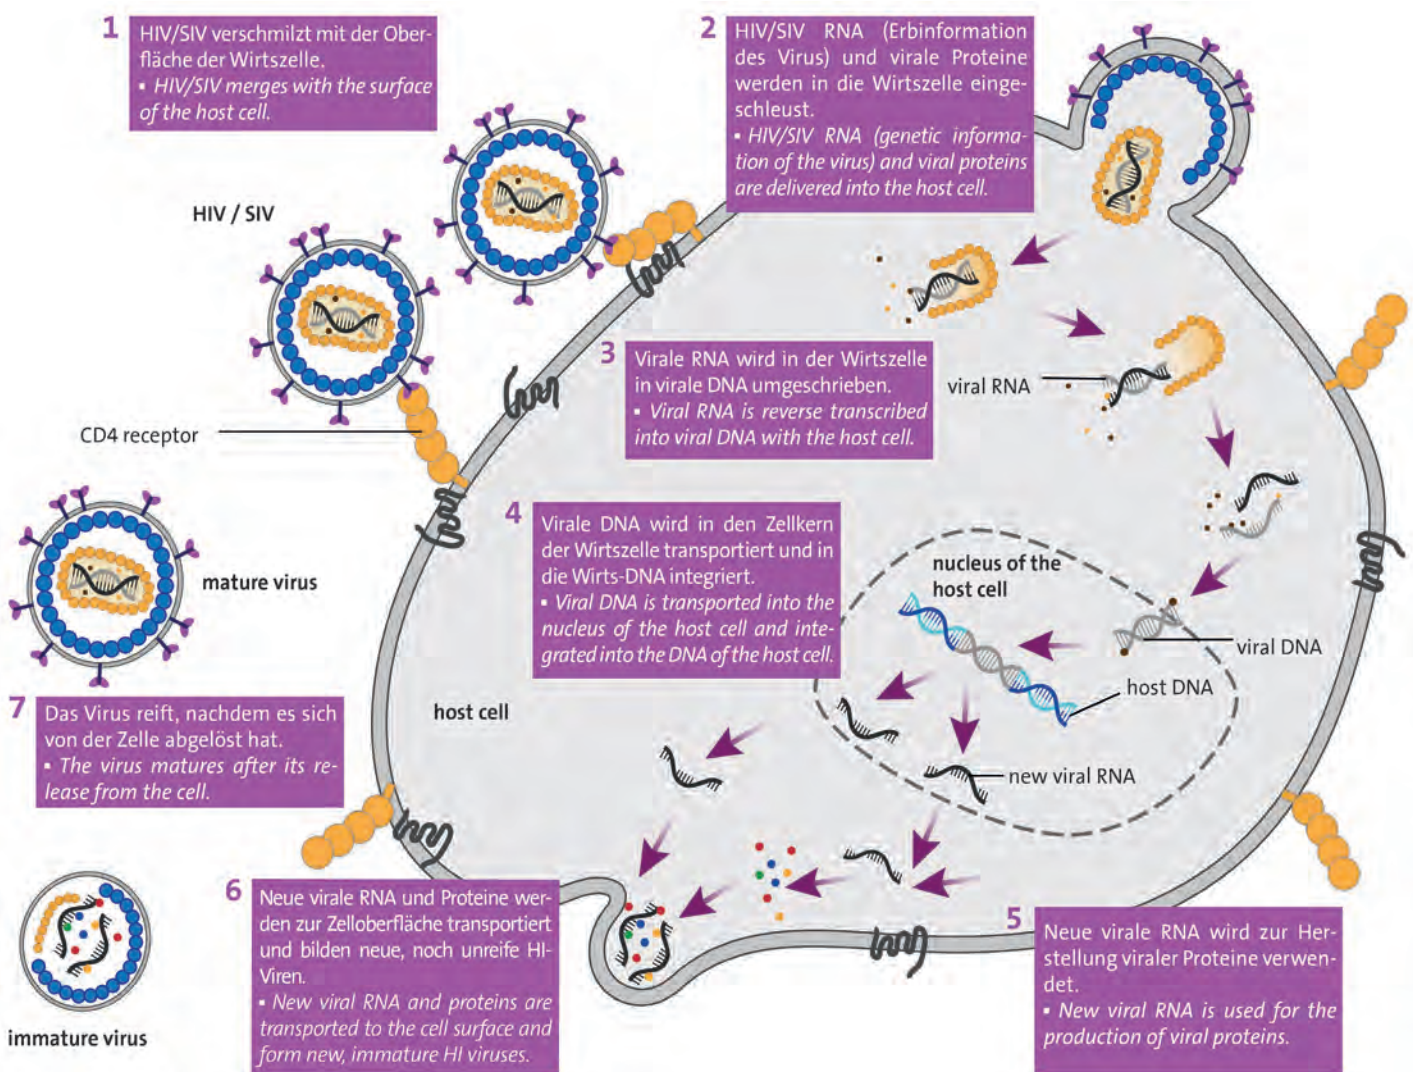 1
HIV/SIV verschmilzt mit der Ober-
fläche der Wirtszelle.
▪ HIV/SIV merges with the surface
of the host cell.
2
HIV/SIV RNA (Erbinformation
des Virus) und virale Proteine
werden in die Wirtszelle einge-
schleust.
▪ HIV/SIV RNA (genetic informa-
tion of the virus) and viral proteins
are delivered into the host cell.
HIV / SIV
CD4 receptor
3
Virale RNA wird in der Wirtszelle
in virale DNA umgeschrieben.
▪ Viral RNA is reverse transcribed
into viral DNA with the host cell.
viral RNA
4
Virale DNA wird in den Zellkern
der Wirtszelle transportiert und in
die Wirts-DNA integriert.
▪ Viral DNA is transported into the
nucleus of the host cell and inte-
grated into the DNA of the host cell.
nucleus of the
host cell
viral DNA
host DNA
new viral RNA
host cell
mature virus
7
Das Virus reift, nachdem es sich
von der Zelle abgelöst hat.
▪ The virus matures after its re-
lease from the cell.
immature virus
6
Neue virale RNA und Proteine wer-
den zur Zelloberfläche transportiert
und bilden neue, noch unreife HI-
Viren.
▪ New viral RNA and proteins are
transported to the cell surface and
form new, immature HI viruses.
5
Neue virale RNA wird zur Her-
stellung viraler Proteine verwen-
det.
▪ New viral RNA is used for the
production of viral proteins.